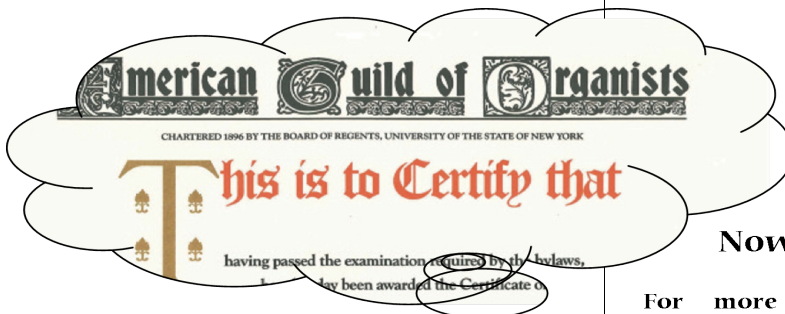 American Guild of Organists
CHARTERED 1896 BY THE BOARD OF REGENTS, UNIVERSITY OF THE STATE OF NEW YORK
This is to Certify that
having passed the examination required by the bylaws,
day been awarded the Certificate of
Now
For more